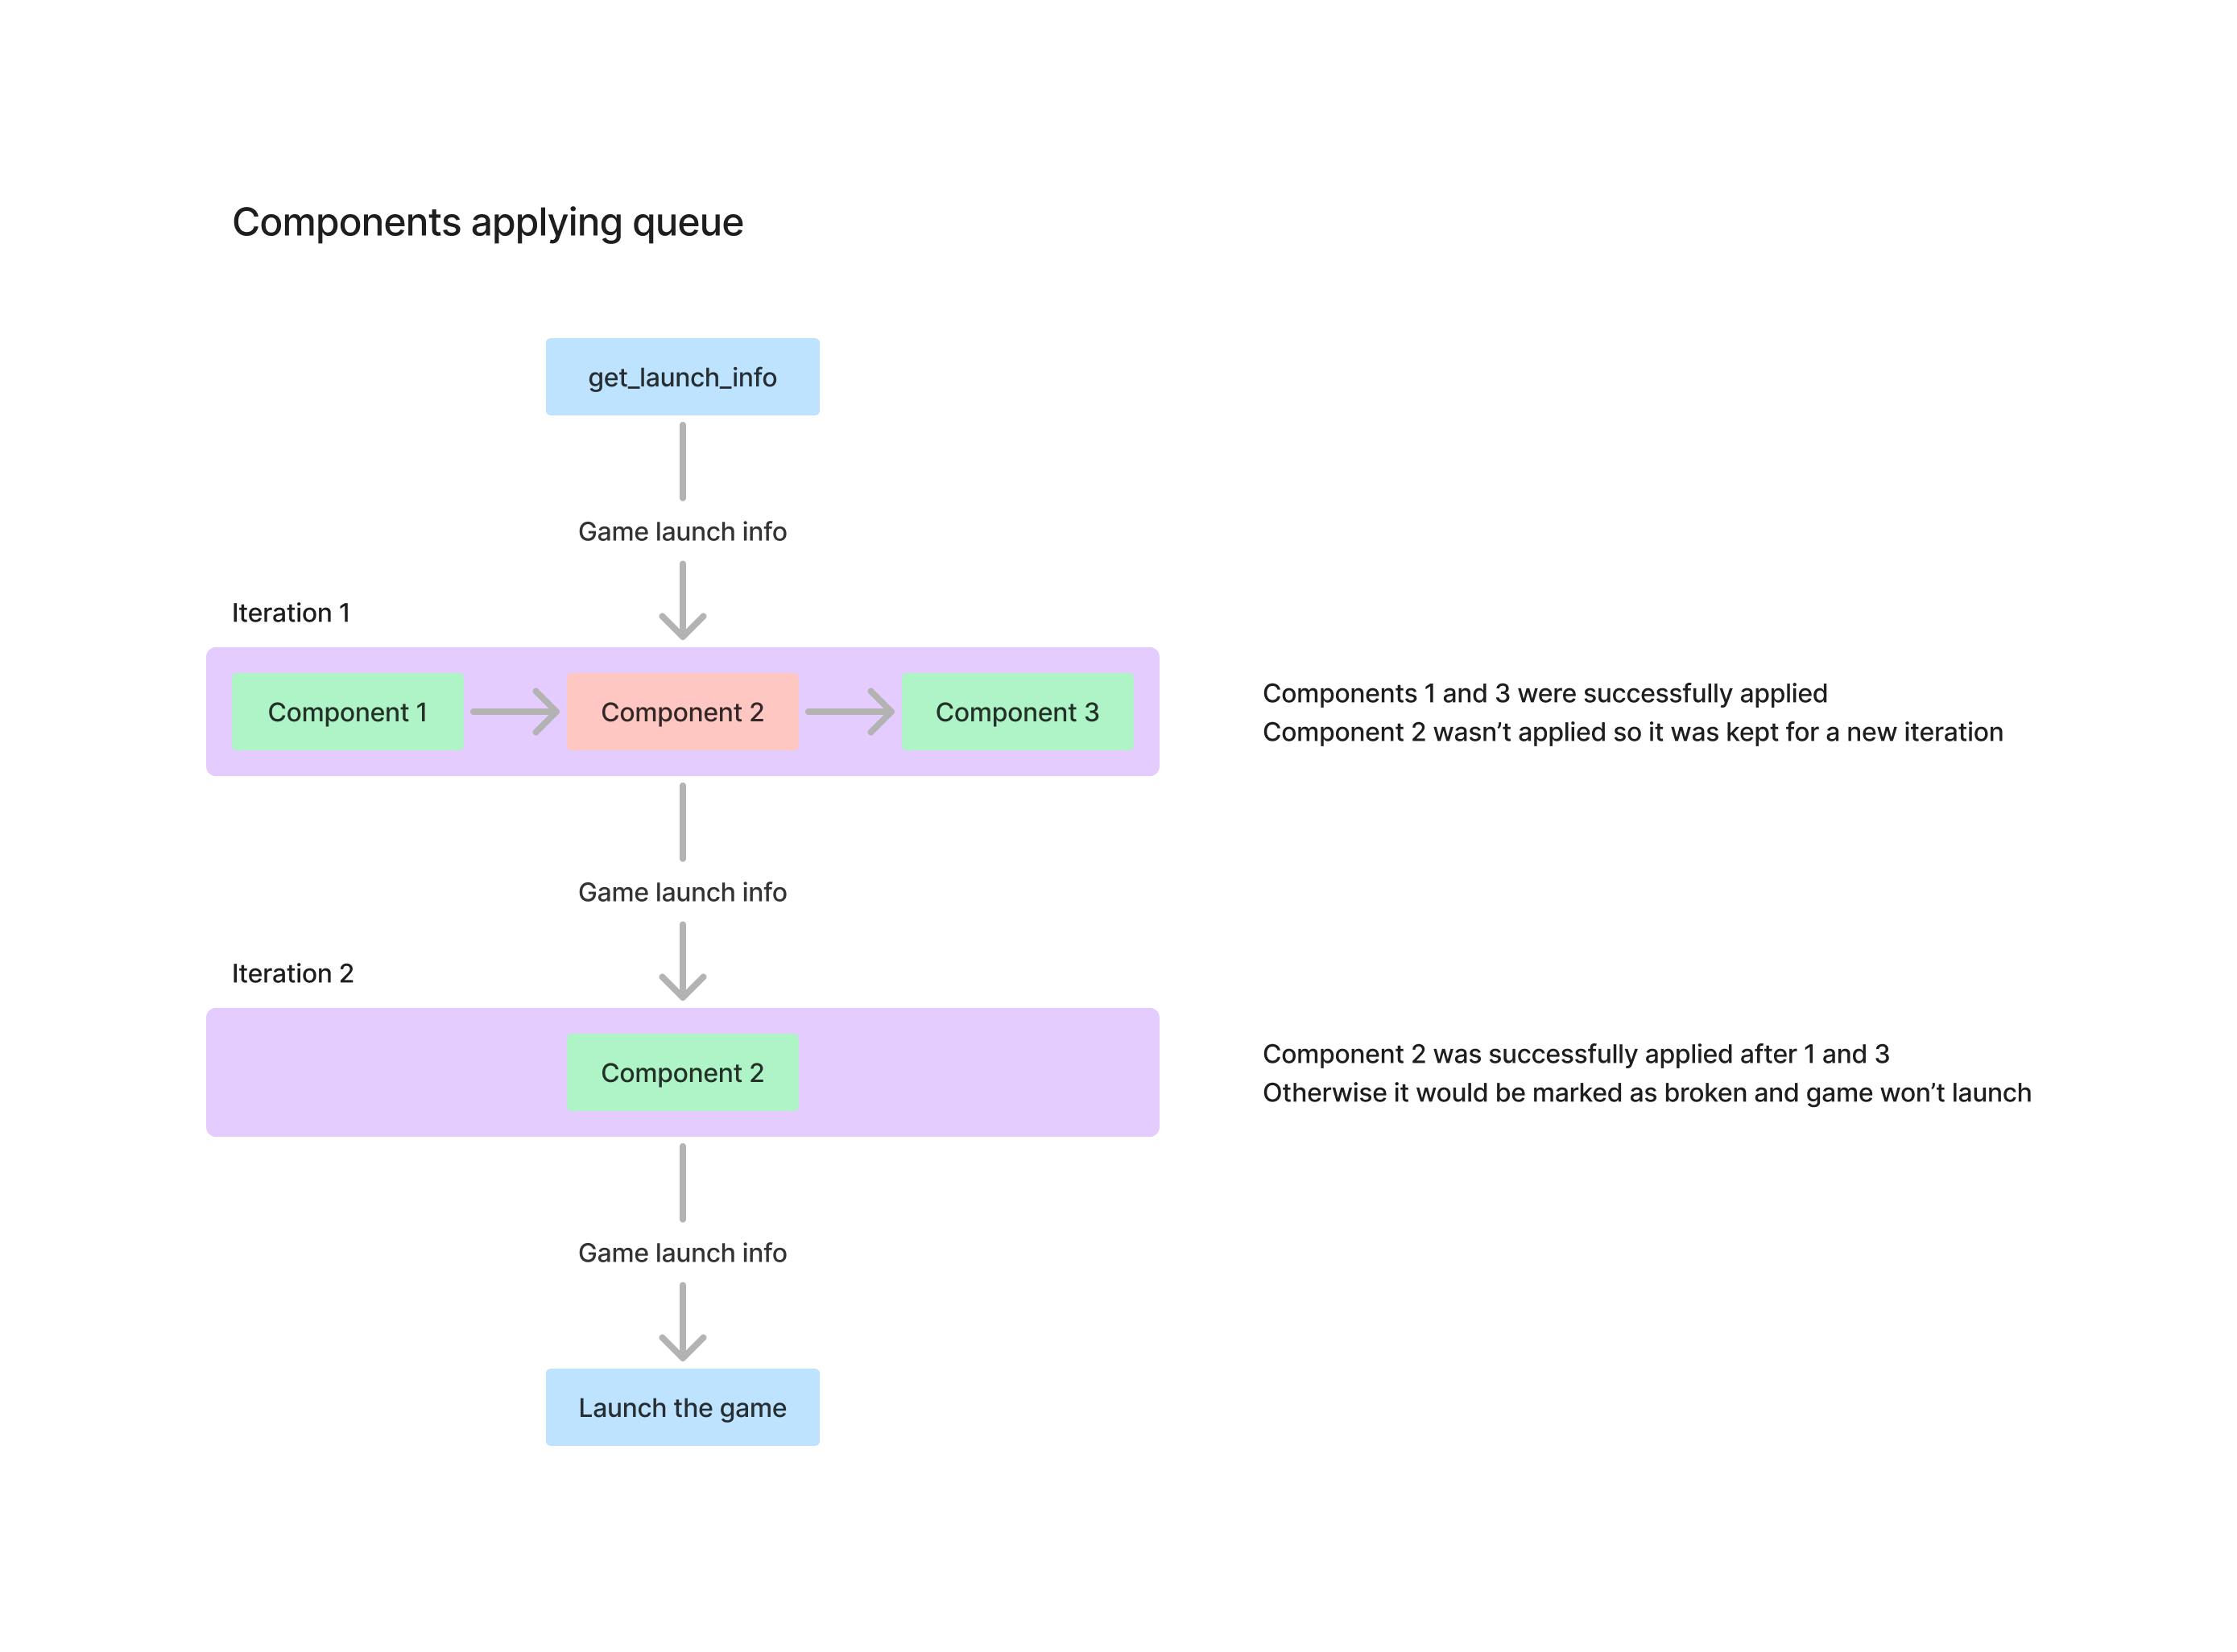 Components applying queue
get_launch_info
Game launch info
Iteration 1
Component 1
Component 2
Component 3
Components 1 and 3 were successfully applied
Component 2 wasn’t applied so it was kept for a new iteration
Game launch info
Iteration 2
Component 2
Component 2 was successfully applied after 1 and 3
Otherwise it would be marked as broken and game won’t launch
Game launch info
Launch the game